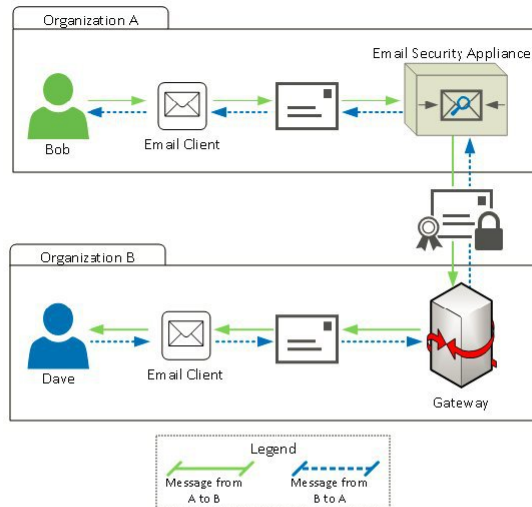 Organization A
Email Security Appliance
Bob
Email Client
Organization B
Dave
Email Client
Gateway
Legend
Message from
A to B
Message from
B to A